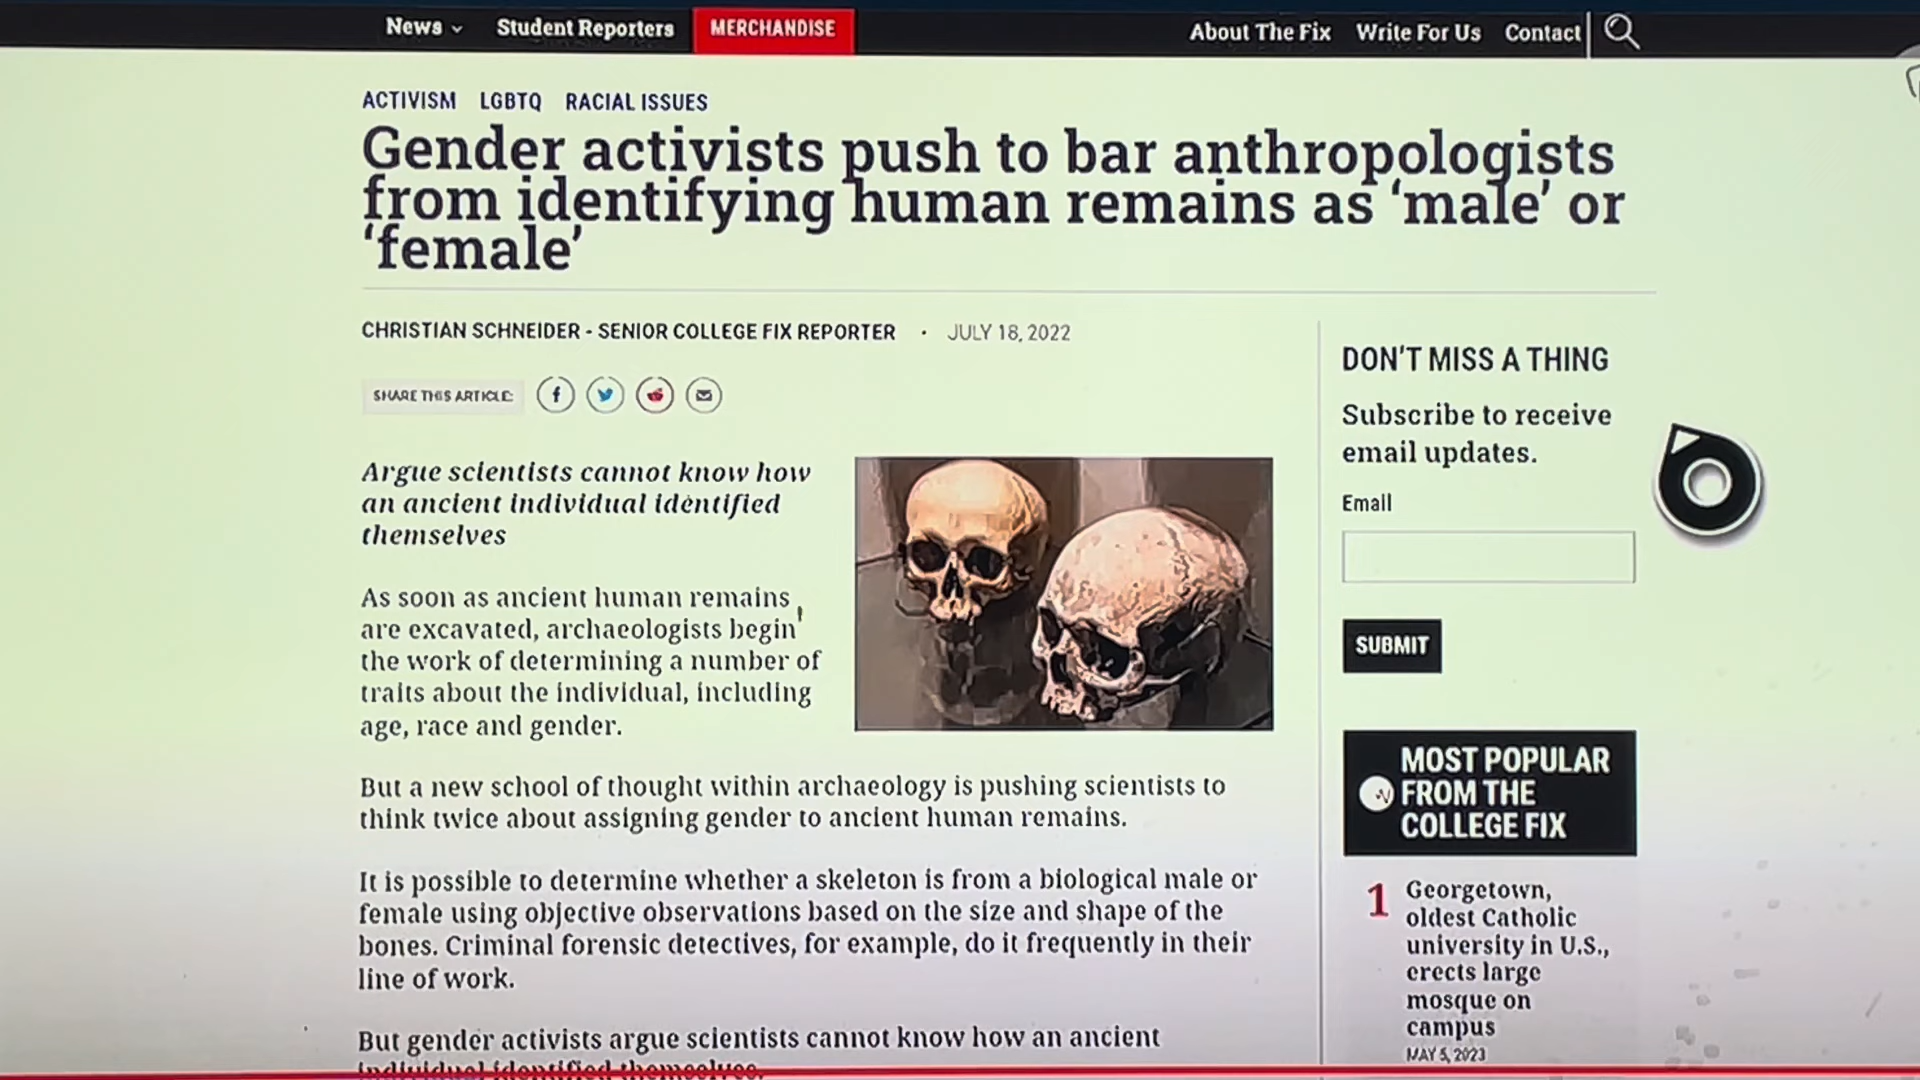 News
Student Reporters
MERCHANDISE
About The Fix
Write For Us
Contact
ACTIVISM LGBTQ RACIAL ISSUES
Gender activists push to bar anthropologists
from identifying human remains as ‘male’ or
‘female’
CHRISTIAN SCHNEIDER - SENIOR COLLEGE FIX REPORTER • JULY 18, 2022
SHARE THIS ARTICLE:
Argue scientists cannot know how
an ancient individual identified
themselves
As soon as ancient human remains
are excavated, archaeologists begin
the work of determining a number of
traits about the individual, including
age, race and gender.
But a new school of thought within archaeology is pushing scientists to
think twice about assigning gender to ancient human remains.
It is possible to determine whether a skeleton is from a biological male or
female using objective observations based on the size and shape of the
bones. Criminal forensic detectives, for example, do it frequently in their
line of work.
But gender activists argue scientists cannot know how an ancient
individual identified themselves.
DON'T MISS A THING
Subscribe to receive
email updates.
Email
SUBMIT
MOST POPULAR
FROM THE
COLLEGE FIX
1 Georgetown,
oldest Catholic
university in U.S.,
erects large
mosque on
campus
MAY 5, 2023